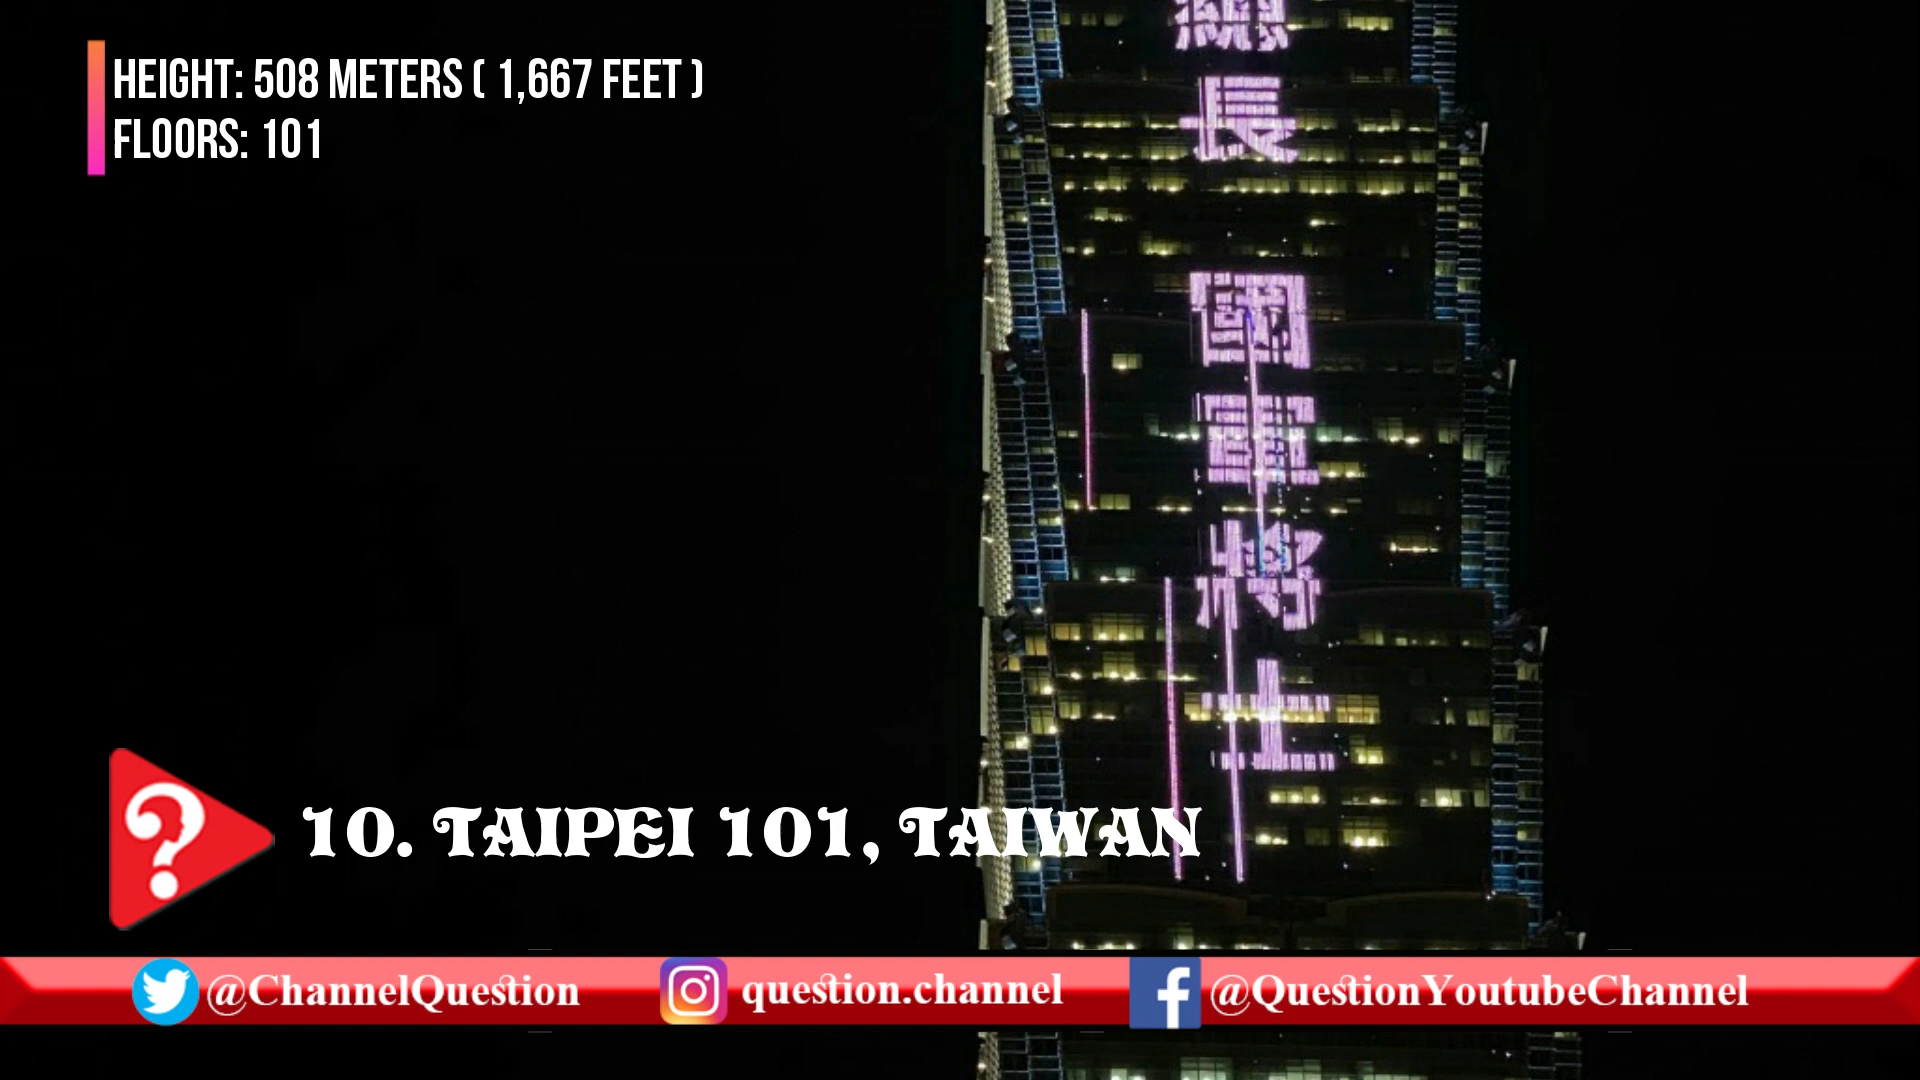 HEIGHT: 508 METERS ( 1,667 FEET )
FLOORS: 101
總
長
國
軍
將
士
10. TAIPEI 101, TAIWAN
@ChannelQuestion
question.channel
@QuestionYoutubeChannel